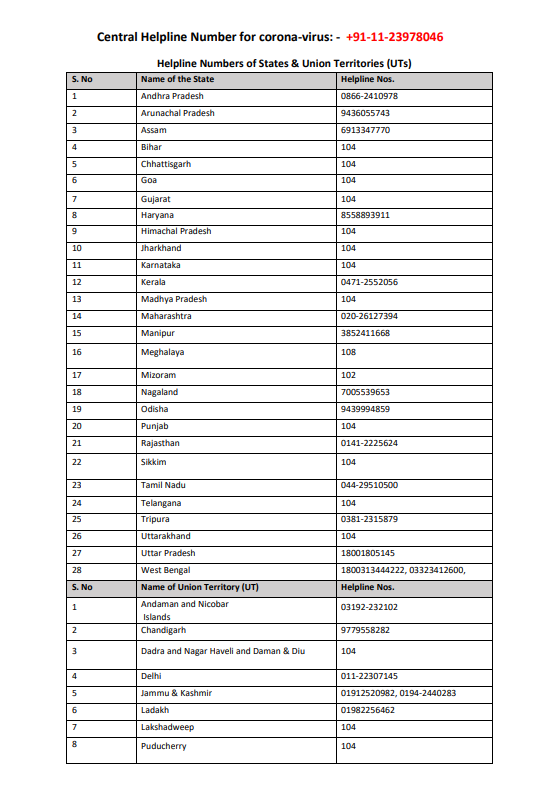 Central Helpline Number for corona-virus: - +91-11-23978046
Helpline Numbers of States & Union Territories (UTs)
S. No Name of the State Helpline Nos.
1 Andhra Pradesh 0866-2410978
2 Arunachal Pradesh 9436055743
3 Assam 6913347770
4 Bihar 104
5 Chhattisgarh 104
6 Goa 104
7 Gujarat 104
8 Haryana 8558893911
9 Himachal Pradesh 104
10 Jharkhand 104
11 Karnataka 104
12 Kerala 0471-2552056
13 Madhya Pradesh 104
14 Maharashtra 020-26127394
15 Manipur 3852411668
16 Meghalaya 108
17 Mizoram 102
18 Nagaland 7005539653
19 Odisha 9439994859
20 Punjab 104
21 Rajasthan 0141-2225624
22 Sikkim 104
23 Tamil Nadu 044-29510500
24 Telangana 104
25 Tripura 0381-2315879
26 Uttarakhand 104
27 Uttar Pradesh 18001805145
28 West Bengal 1800313444222, 03323412600,
S. No Name of Union Territory (UT) Helpline Nos.
1 Andaman and Nicobar 03192-232102
Islands
2 Chandigarh 9779558282
3 Dadra and Nagar Haveli and Daman & Diu 104
4 Delhi 011-22307145
5 Jammu & Kashmir 01912520982, 0194-2440283
6 Ladakh 01982256462
7 Lakshadweep 104
8 Puducherry 104